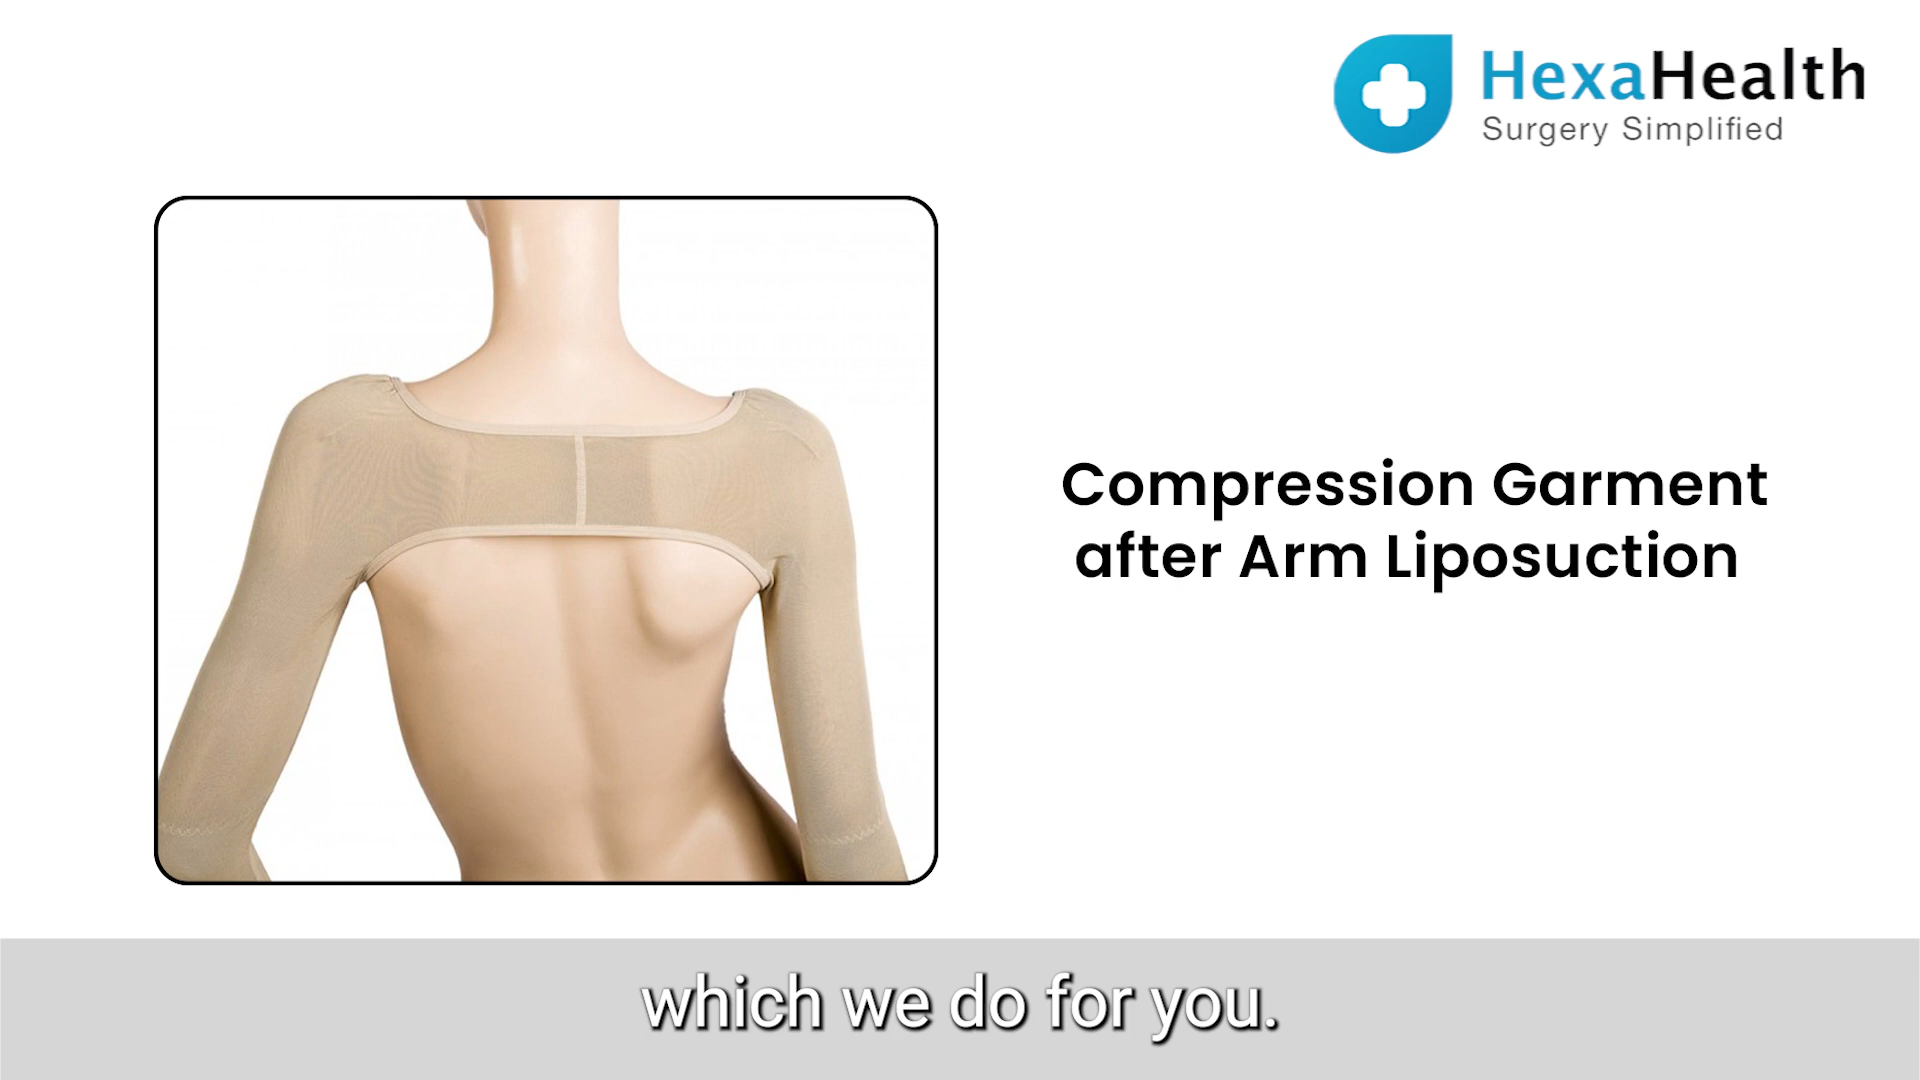 HexaHealth
Surgery Simplified
Compression Garment
after Arm Liposuction
which we do for you.